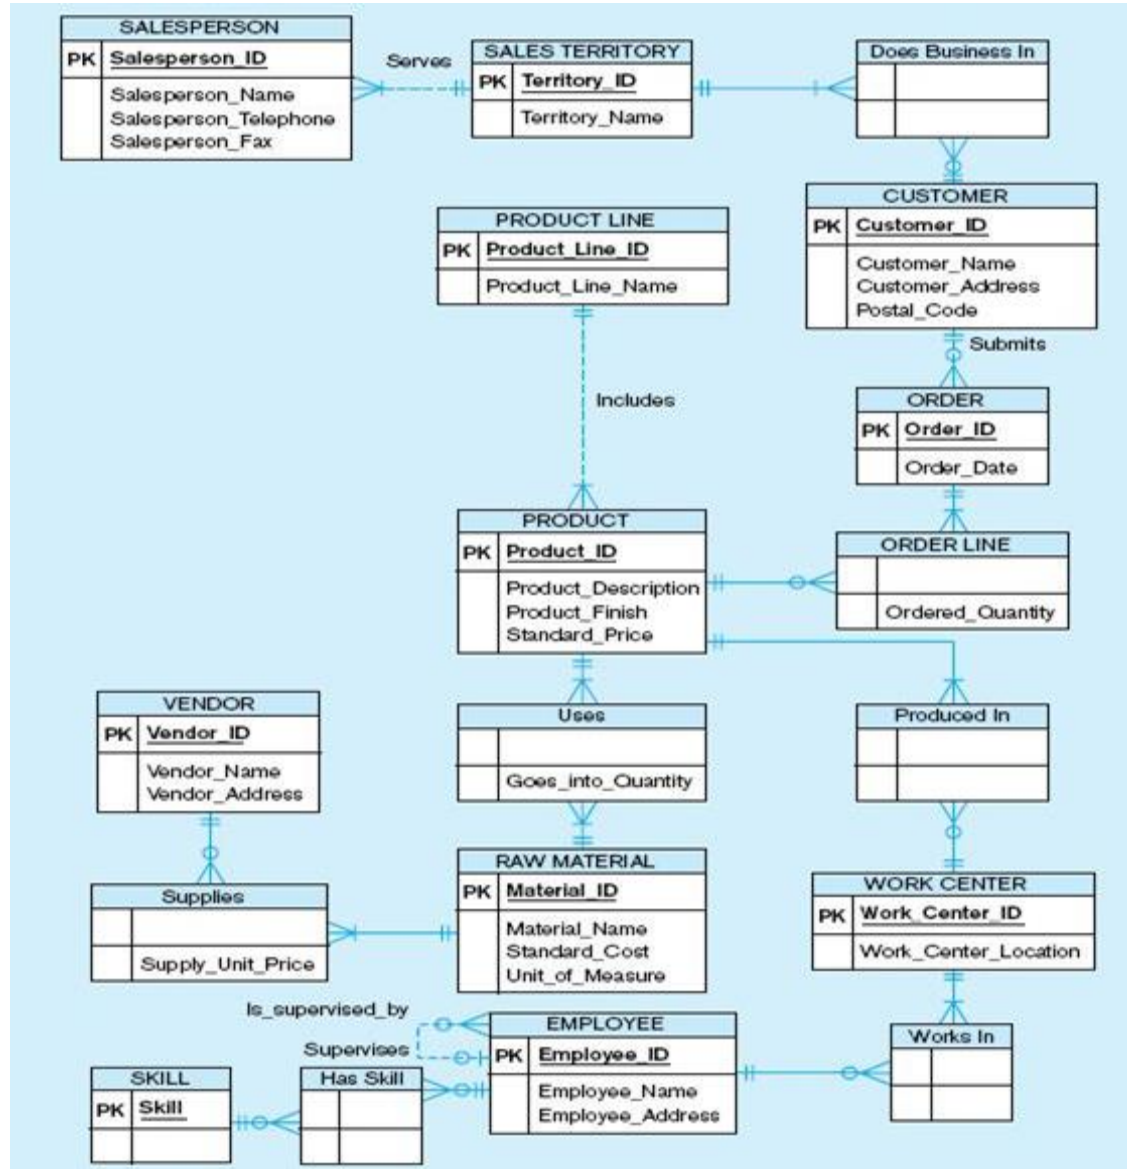 SALESPERSON
PK Salesperson_ID
Salesperson_Name
Salesperson_Telephone
Salesperson_Fax
Serves
SALES TERRITORY
PK Territory_ID
Territory_Name
Does Business In
CUSTOMER
PK Customer_ID
Customer_Name
Customer_Address
Postal_Code
PRODUCT LINE
PK Product_Line_ID
Product_Line_Name
Submits
Includes
ORDER
PK Order_ID
Order_Date
PRODUCT
PK Product_ID
Product_Description
Product_Finish
Standard_Price
ORDER LINE
Ordered_Quantity
VENDOR
PK Vendor_ID
Vendor_Name
Vendor_Address
Uses
Goes_into_Quantity
Produced In
Supplies
Supply_Unit_Price
RAW MATERIAL
PK Material_ID
Material_Name
Standard_Cost
Unit_of_Measure
WORK CENTER
PK Work_Center_ID
Work_Center_Location
Is_supervised_by
Supervises
EMPLOYEE
PK Employee_ID
Employee_Name
Employee_Address
Works In
SKILL
PK Skill
Has Skill